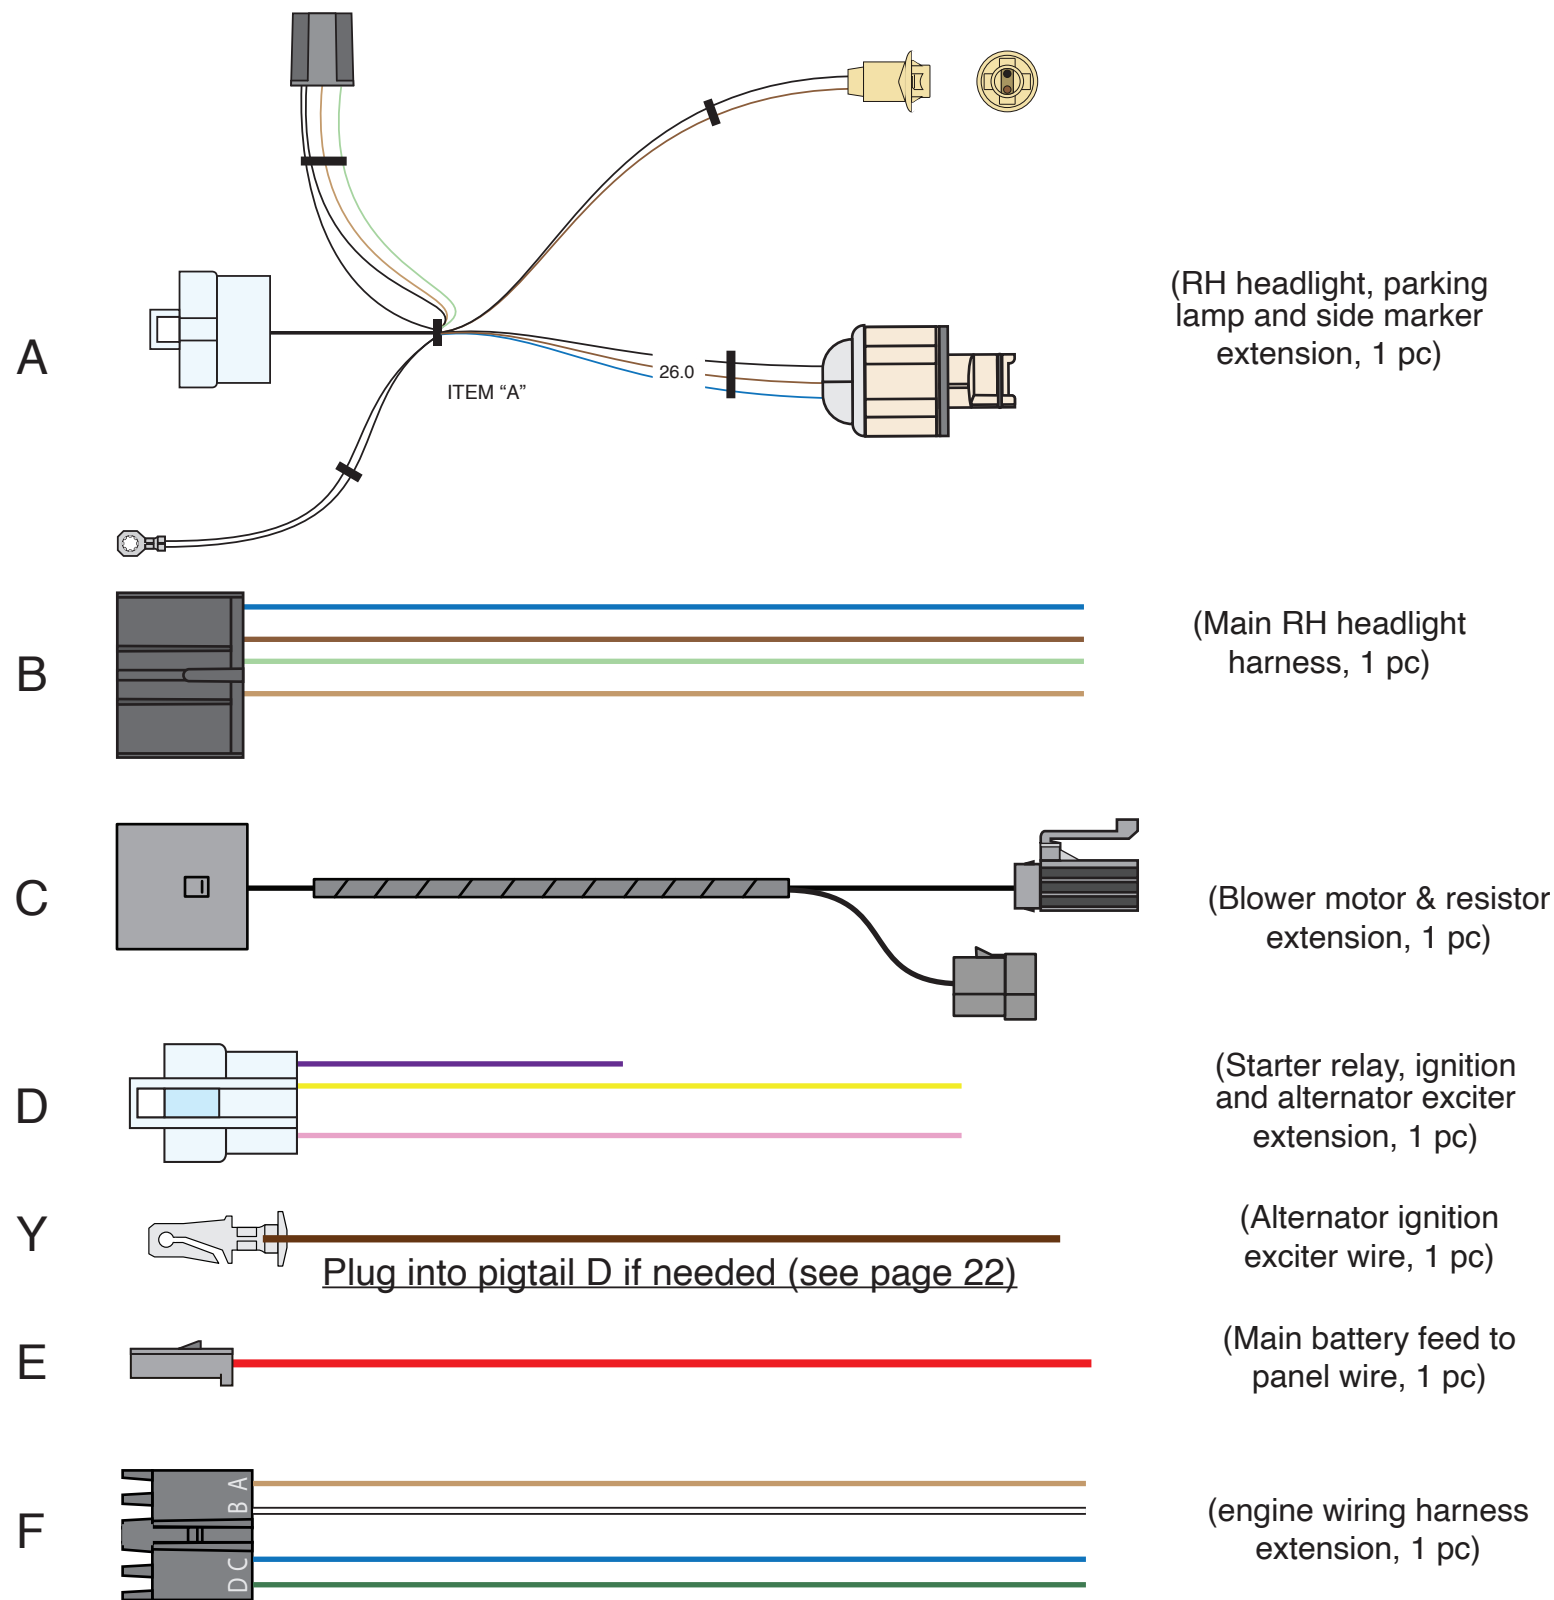 A
ITEM “A”
26.0
(RH headlight, parking
lamp and side marker
extension, 1 pc)
B
(Main RH headlight
harness, 1 pc)
C
(Blower motor & resistor
extension, 1 pc)
D
(Starter relay, ignition
and alternator exciter
extension, 1 pc)
Y
Plug into pigtail D if needed (see page 22)
(Alternator ignition
exciter wire, 1 pc)
E
(Main battery feed to
panel wire, 1 pc)
F
B A
D C
(engine wiring harness
extension, 1 pc)